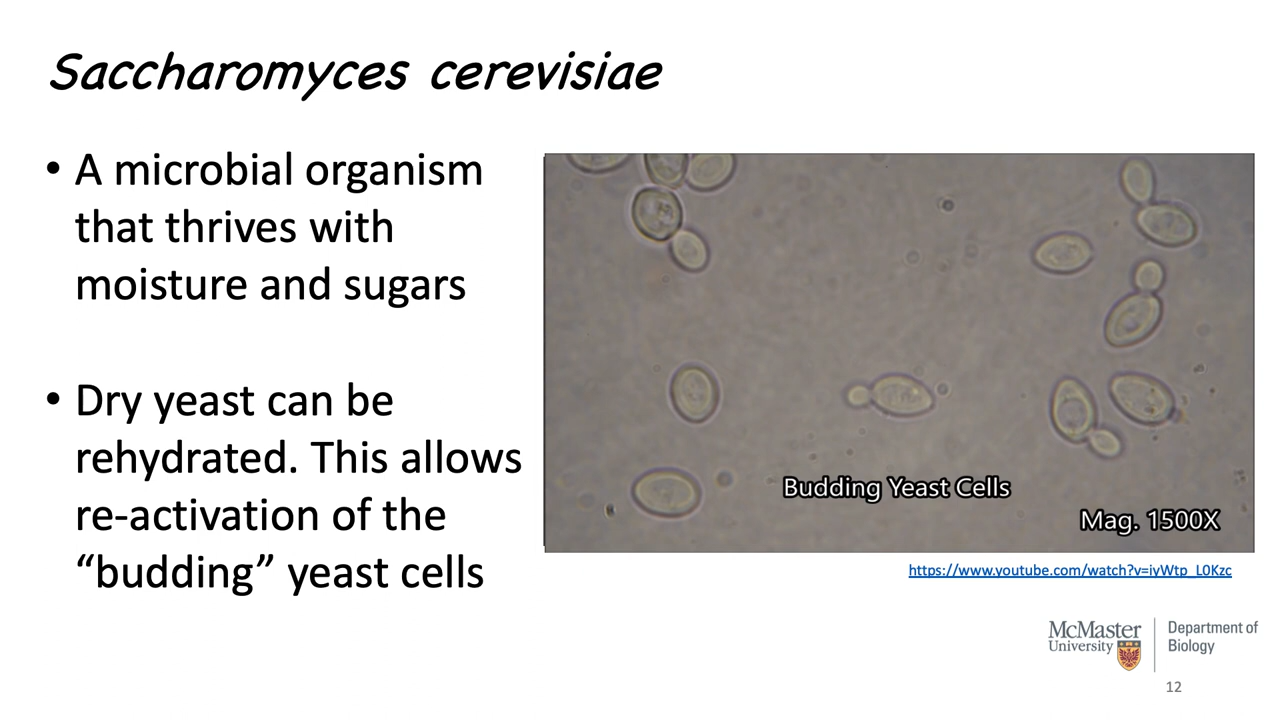 Saccharomyces cerevisiae
• A microbial organism
that thrives with
moisture and sugars
• Dry yeast can be
rehydrated. This allows
re-activation of the
“budding” yeast cells
Budding Yeast Cells
Mag. 1500X
https://www.youtube.com/watch?v=iyWtp_L0Kzc
McMaster
University
Department of
Biology
12